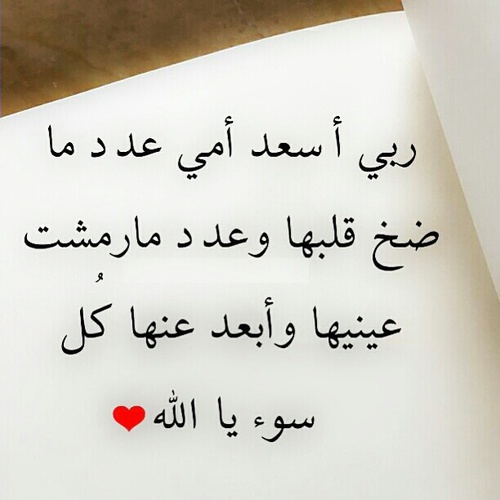 ربي أسعد أمي عدد ما
ضخ قلبها وعدد مارمشت
عينيها وأبعد عنها كُل
سوء يا الله ❤